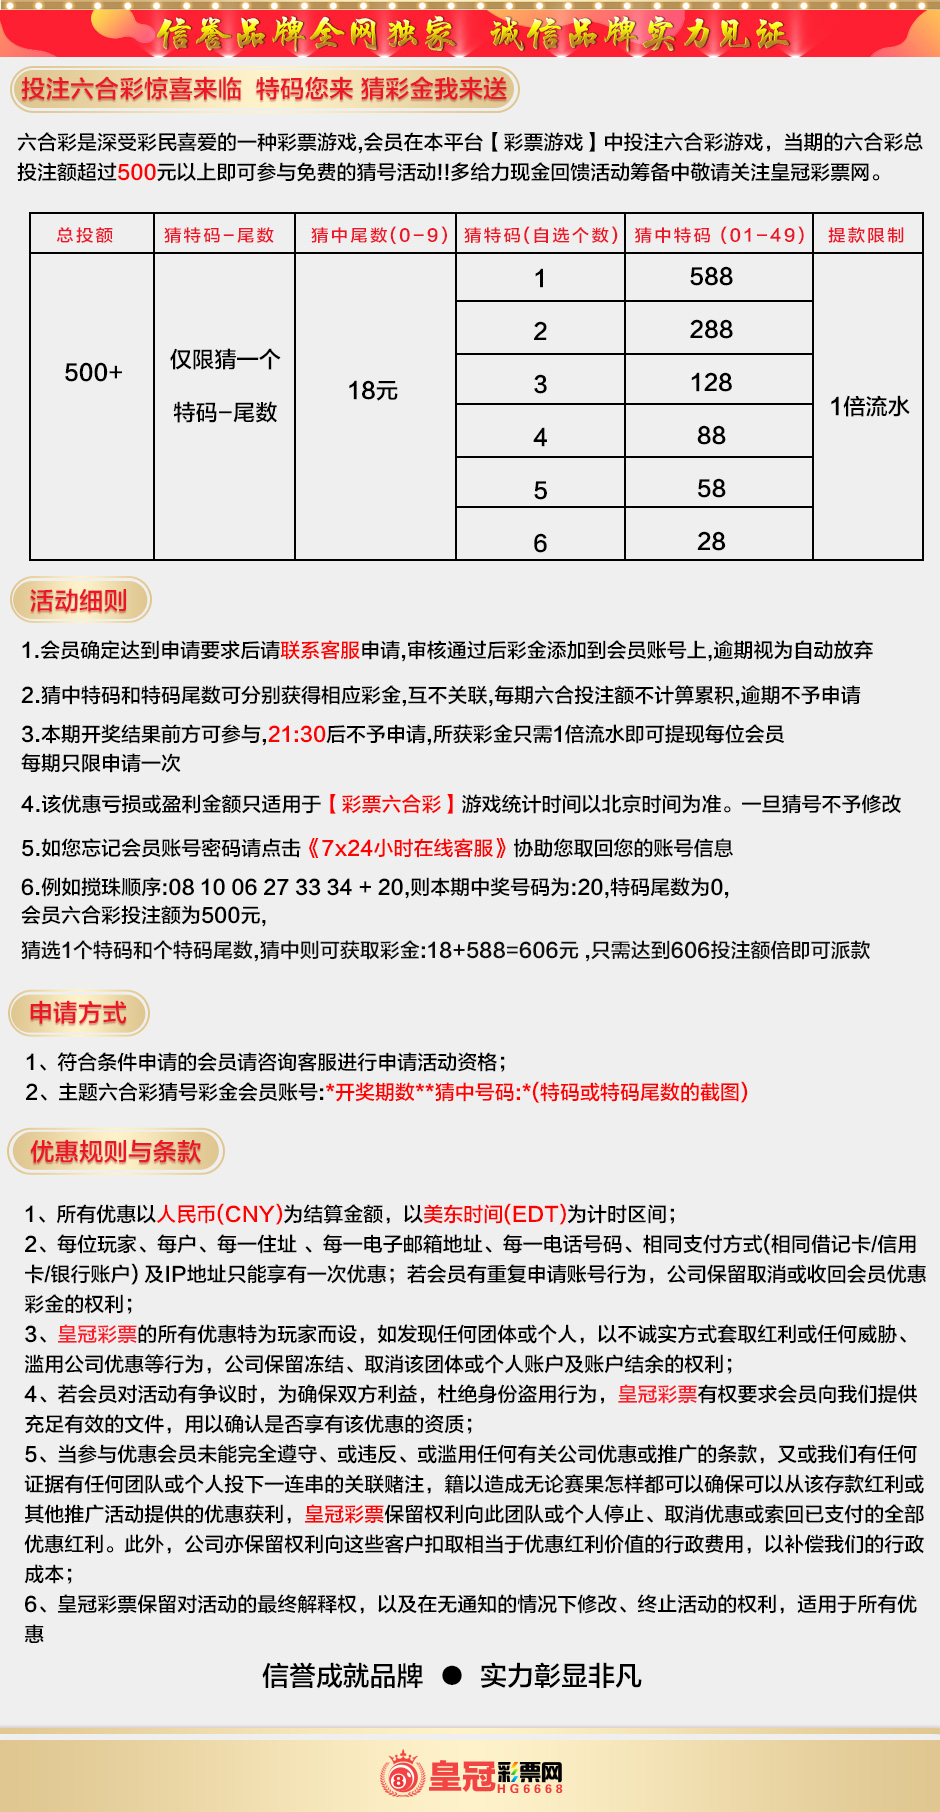 信誉品牌全网独家 诚信品牌实力见证
投注六合彩惊喜来临 特码您来 猜彩金我来送
六合彩是深受彩民喜爱的一种彩票游戏,会员在本平台【彩票游戏】中投注六合彩游戏，当期的六合彩总
投注额超过500元以上即可参与免费的猜号活动!!多给力现金回馈活动筹备中敬请关注皇冠彩票网。
总投额 猜特码-尾数 猜中尾数(0-9) 猜特码(自选个数) 猜中特码 (01-49) 提款限制
500+ 仅限猜一个 特码-尾数 18元 1倍流水
1 588
2 288
3 128
4 88
5 58
6 28
活动细则
1.会员确定达到申请要求后请联系客服申请,审核通过后彩金添加到会员账号上,逾期视为自动放弃
2.猜中特码和特码尾数可分别获得相应彩金,互不关联,每期六合投注额不计算累积,逾期不予申请
3.本期开奖结果前方可参与,21:30后不予申请,所获彩金只需1倍流水即可提现每位会员
每期只限申请一次
4.该优惠亏损或盈利金额只适用于【彩票六合彩】游戏统计时间以北京时间为准。一旦猜号不予修改
5.如您忘记会员账号密码请点击《7x24小时在线客服》协助您取回您的账号信息
6.例如搅珠顺序:08 10 06 27 33 34 + 20,则本期中奖号码为:20,特码尾数为0,
会员六合彩投注额为500元,
猜选1个特码和个特码尾数,猜中则可获取彩金:18+588=606元 ,只需达到606投注额倍即可派款
申请方式
1、符合条件申请的会员请咨询客服进行申请活动资格；
2、主题六合彩猜号彩金会员账号:*开奖期数**猜中号码:*(特码或特码尾数的截图)
优惠规则与条款
1、所有优惠以人民币(CNY)为结算金额，以美东时间(EDT)为计时区间；
2、每位玩家、每户、每一住址 、每一电子邮箱地址、每一电话号码、相同支付方式(相同借记卡/信用
卡/银行账户) 及IP地址只能享有一次优惠；若会员有重复申请账号行为，公司保留取消或收回会员优惠
彩金的权利；
3、皇冠彩票的所有优惠特为玩家而设，如发现任何团体或个人，以不诚实方式套取红利或任何威胁、
滥用公司优惠等行为，公司保留冻结、取消该团体或个人账户及账户结余的权利；
4、若会员对活动有争议时，为确保双方利益，杜绝身份盗用行为，皇冠彩票有权要求会员向我们提供
充足有效的文件，用以确认是否享有该优惠的资质；
5、当参与优惠会员未能完全遵守、或违反、或滥用任何有关公司优惠或推广的条款，又或我们有任何
证据有任何团队或个人投下一连串的关联赌注，籍以造成无论赛果怎样都可以确保可以从该存款红利或
其他推广活动提供的优惠获利，皇冠彩票保留权利向此团队或个人停止、取消优惠或索回已支付的全部
优惠红利。此外，公司亦保留权利向这些客户扣取相当于优惠红利价值的行政费用，以补偿我们的行政
成本；
6、皇冠彩票保留对活动的最终解释权，以及在无通知的情况下修改、终止活动的权利，适用于所有优
惠
信誉成就品牌 ● 实力彰显非凡
8 皇冠彩票网
HG6668